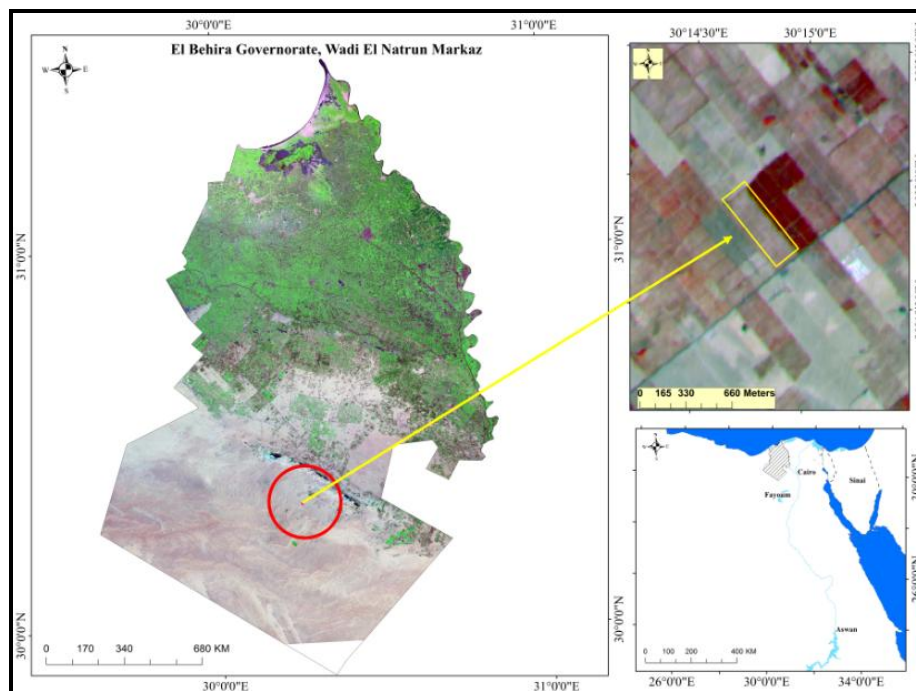 30°0'0"E 31°0'0"E
El Behira Governorate, Wadi El Natrun Markaz
N
W E
S
31°0'0"N
30°0'0"N
31°0'0"N
30°0'0"N
0 170 340 680 KM
30°0'0"E 31°0'0"E
30°14'30"E 30°15'0"E
N
W E
S
0 165 330 660 Meters
Cairo
Sinai
Fayoum
Aswan
26°0'0"N
0 100 200 400 KM
26°0'0"E 30°0'0"E 34°0'0"E